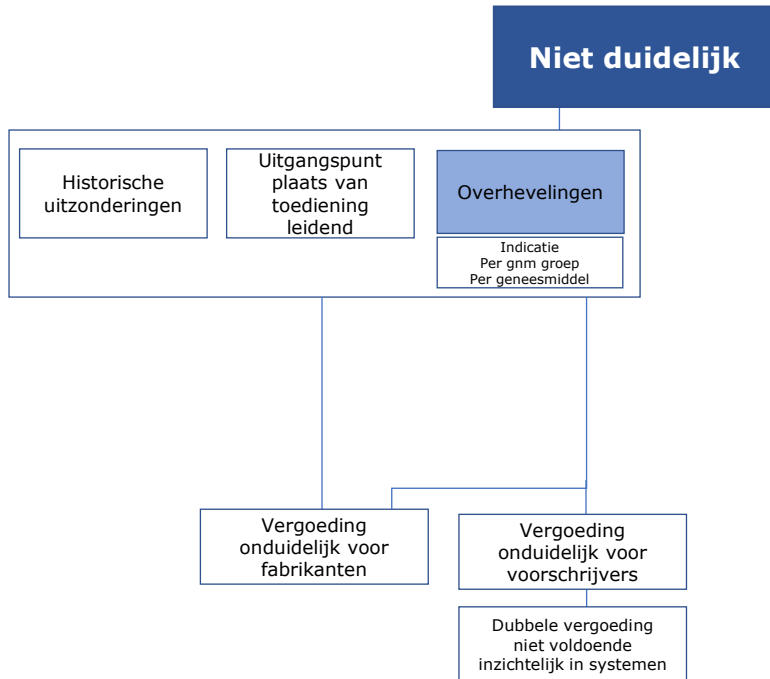 Niet duidelijk
Historische
uitzonderingen
Uitgangspunt
plaats van
toediening
leidend
Overhevelingen
Indicatie
Per gnm groep
Per geneesmiddel
Vergoeding
onduidelijk voor
fabrikanten
Vergoeding
onduidelijk voor
voorschrijvers
Dubbele vergoeding
niet voldoende
inzichtelijk in systemen